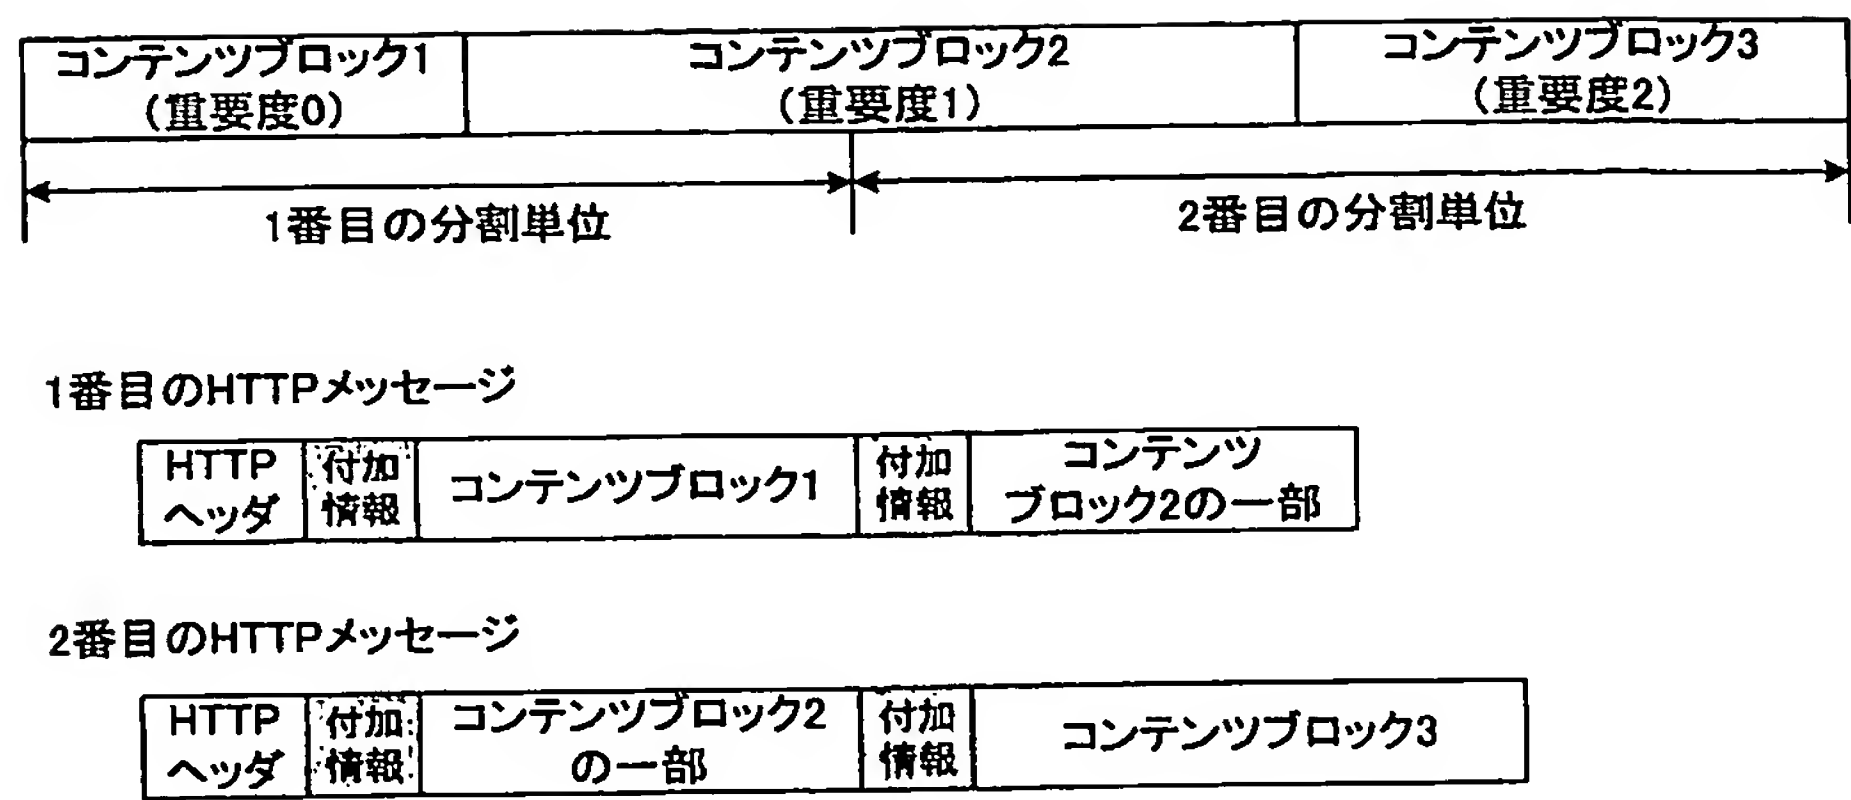 コンテンツブロック1
(重要度0)
コンテンツブロック2
(重要度1)
コンテンツブロック3
(重要度2)
1番目の分割単位
2番目の分割単位
1番目のHTTPメッセージ
HTTP
ヘッダ
付加
情報
コンテンツブロック1
付加
情報
コンテンツ
ブロック2の一部
2番目のHTTPメッセージ
HTTP
ヘッダ
付加
情報
コンテンツブロック2
の一部
付加
情報
コンテンツブロック3